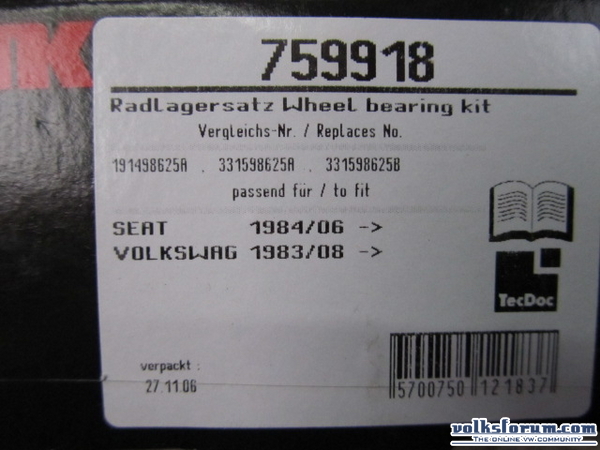 NK
759918
Radlagersatz Wheel bearing kit
Vergleichs-Nr. / Replaces No.
191498625A , 331598625A , 331598625B
passend für / to fit
SEAT 1984/06 ->
VOLKSWAG 1983/08 ->
TecDoc
verpackt :
27.11.06
5700750 121837
volksforum.com
THE-ONLINE-VW.COMMUNITY